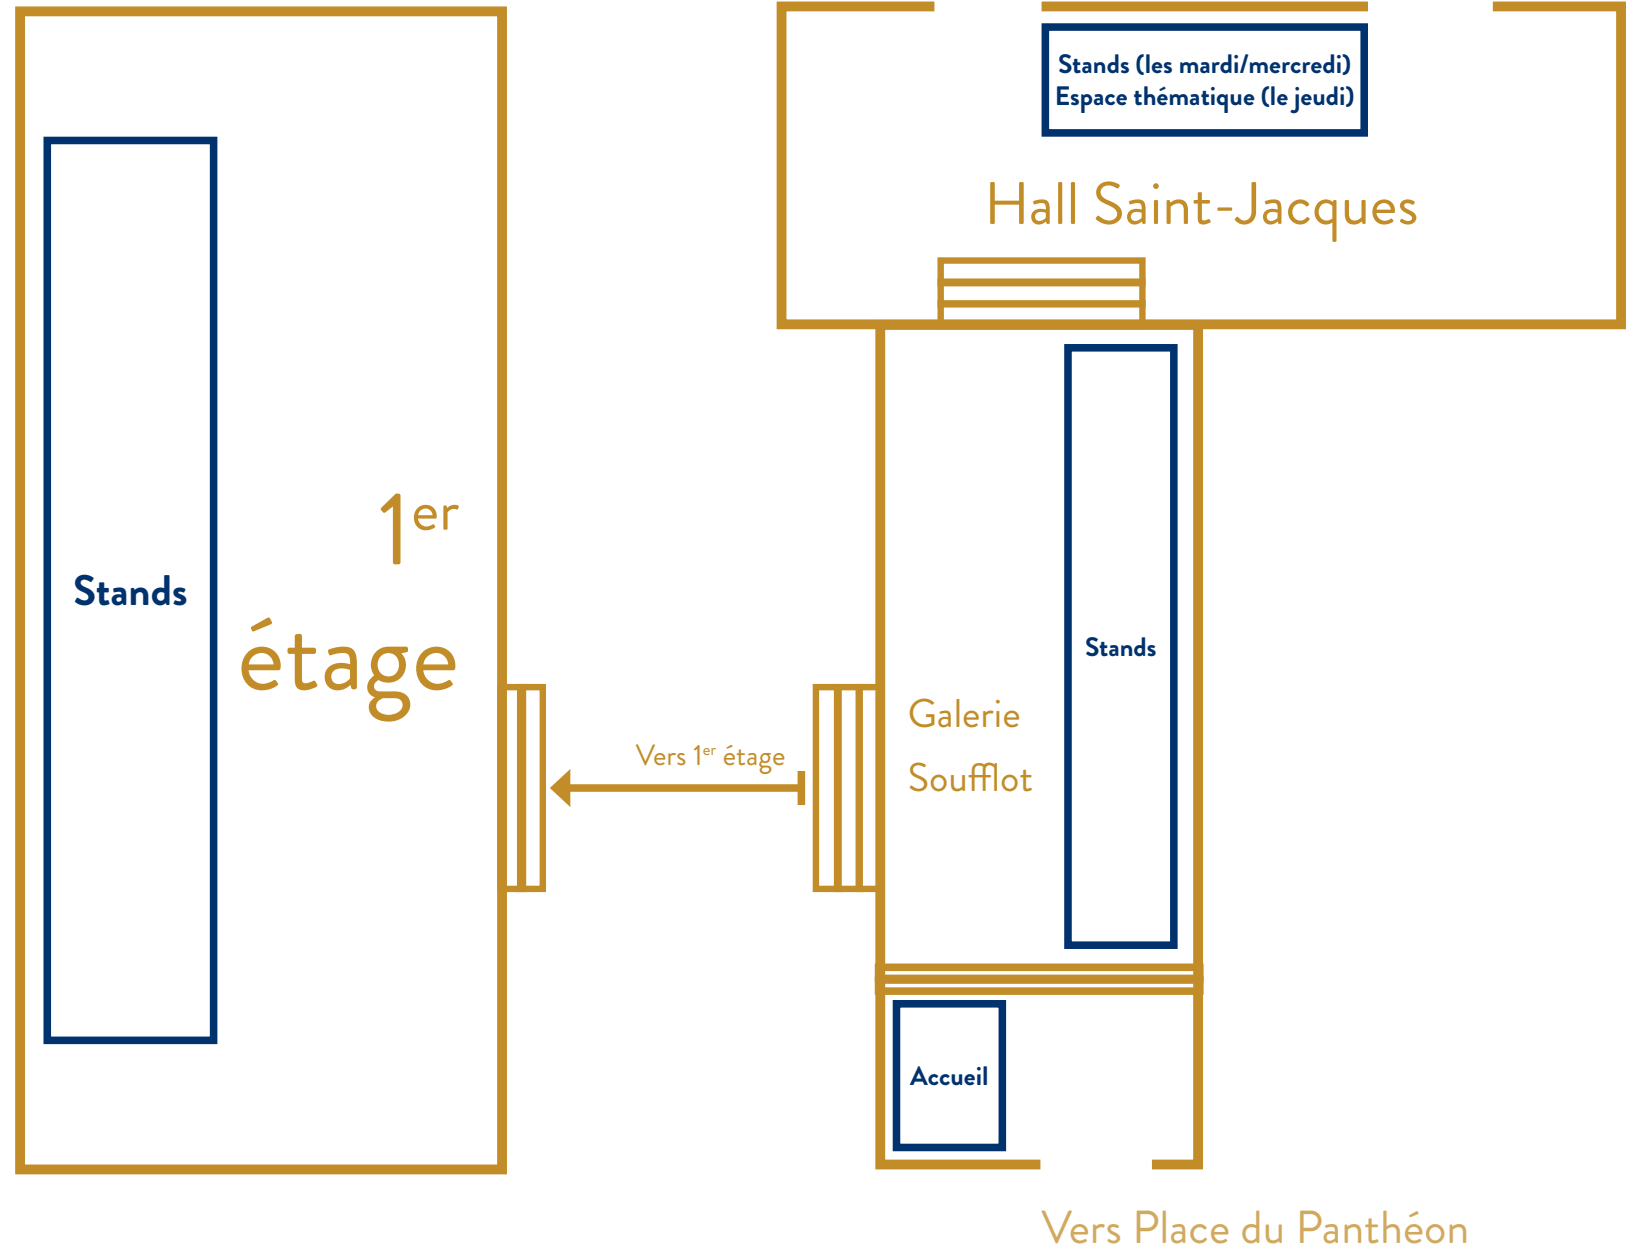 Stands (les mardi/mercredi)
Espace thématique (le jeudi)
Hall Saint-Jacques
1er
étage
Stands
Stands
Galerie
Soufflot
Vers 1er étage
Accueil
Vers Place du Panthéon